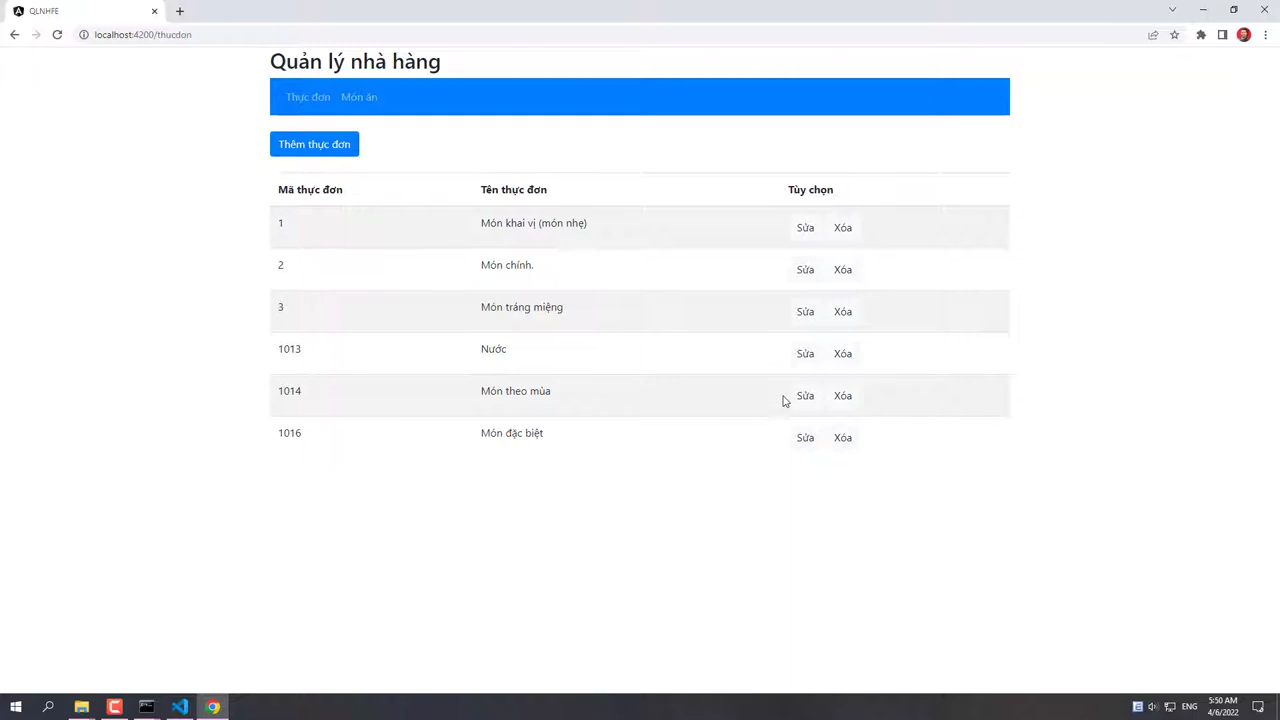 QLNHFE
localhost:4200/thucdon
Quản lý nhà hàng
Thực đơn Món ăn
Thêm thực đơn
Mã thực đơn Tên thực đơn Tùy chọn
1 Món khai vị (món nhẹ) Sửa Xóa
2 Món chính. Sửa Xóa
3 Món tráng miệng Sửa Xóa
1013 Nước Sửa Xóa
1014 Món theo mùa Sửa Xóa
1016 Món đặc biệt Sửa Xóa
ENG
5:50 AM
4/6/2022